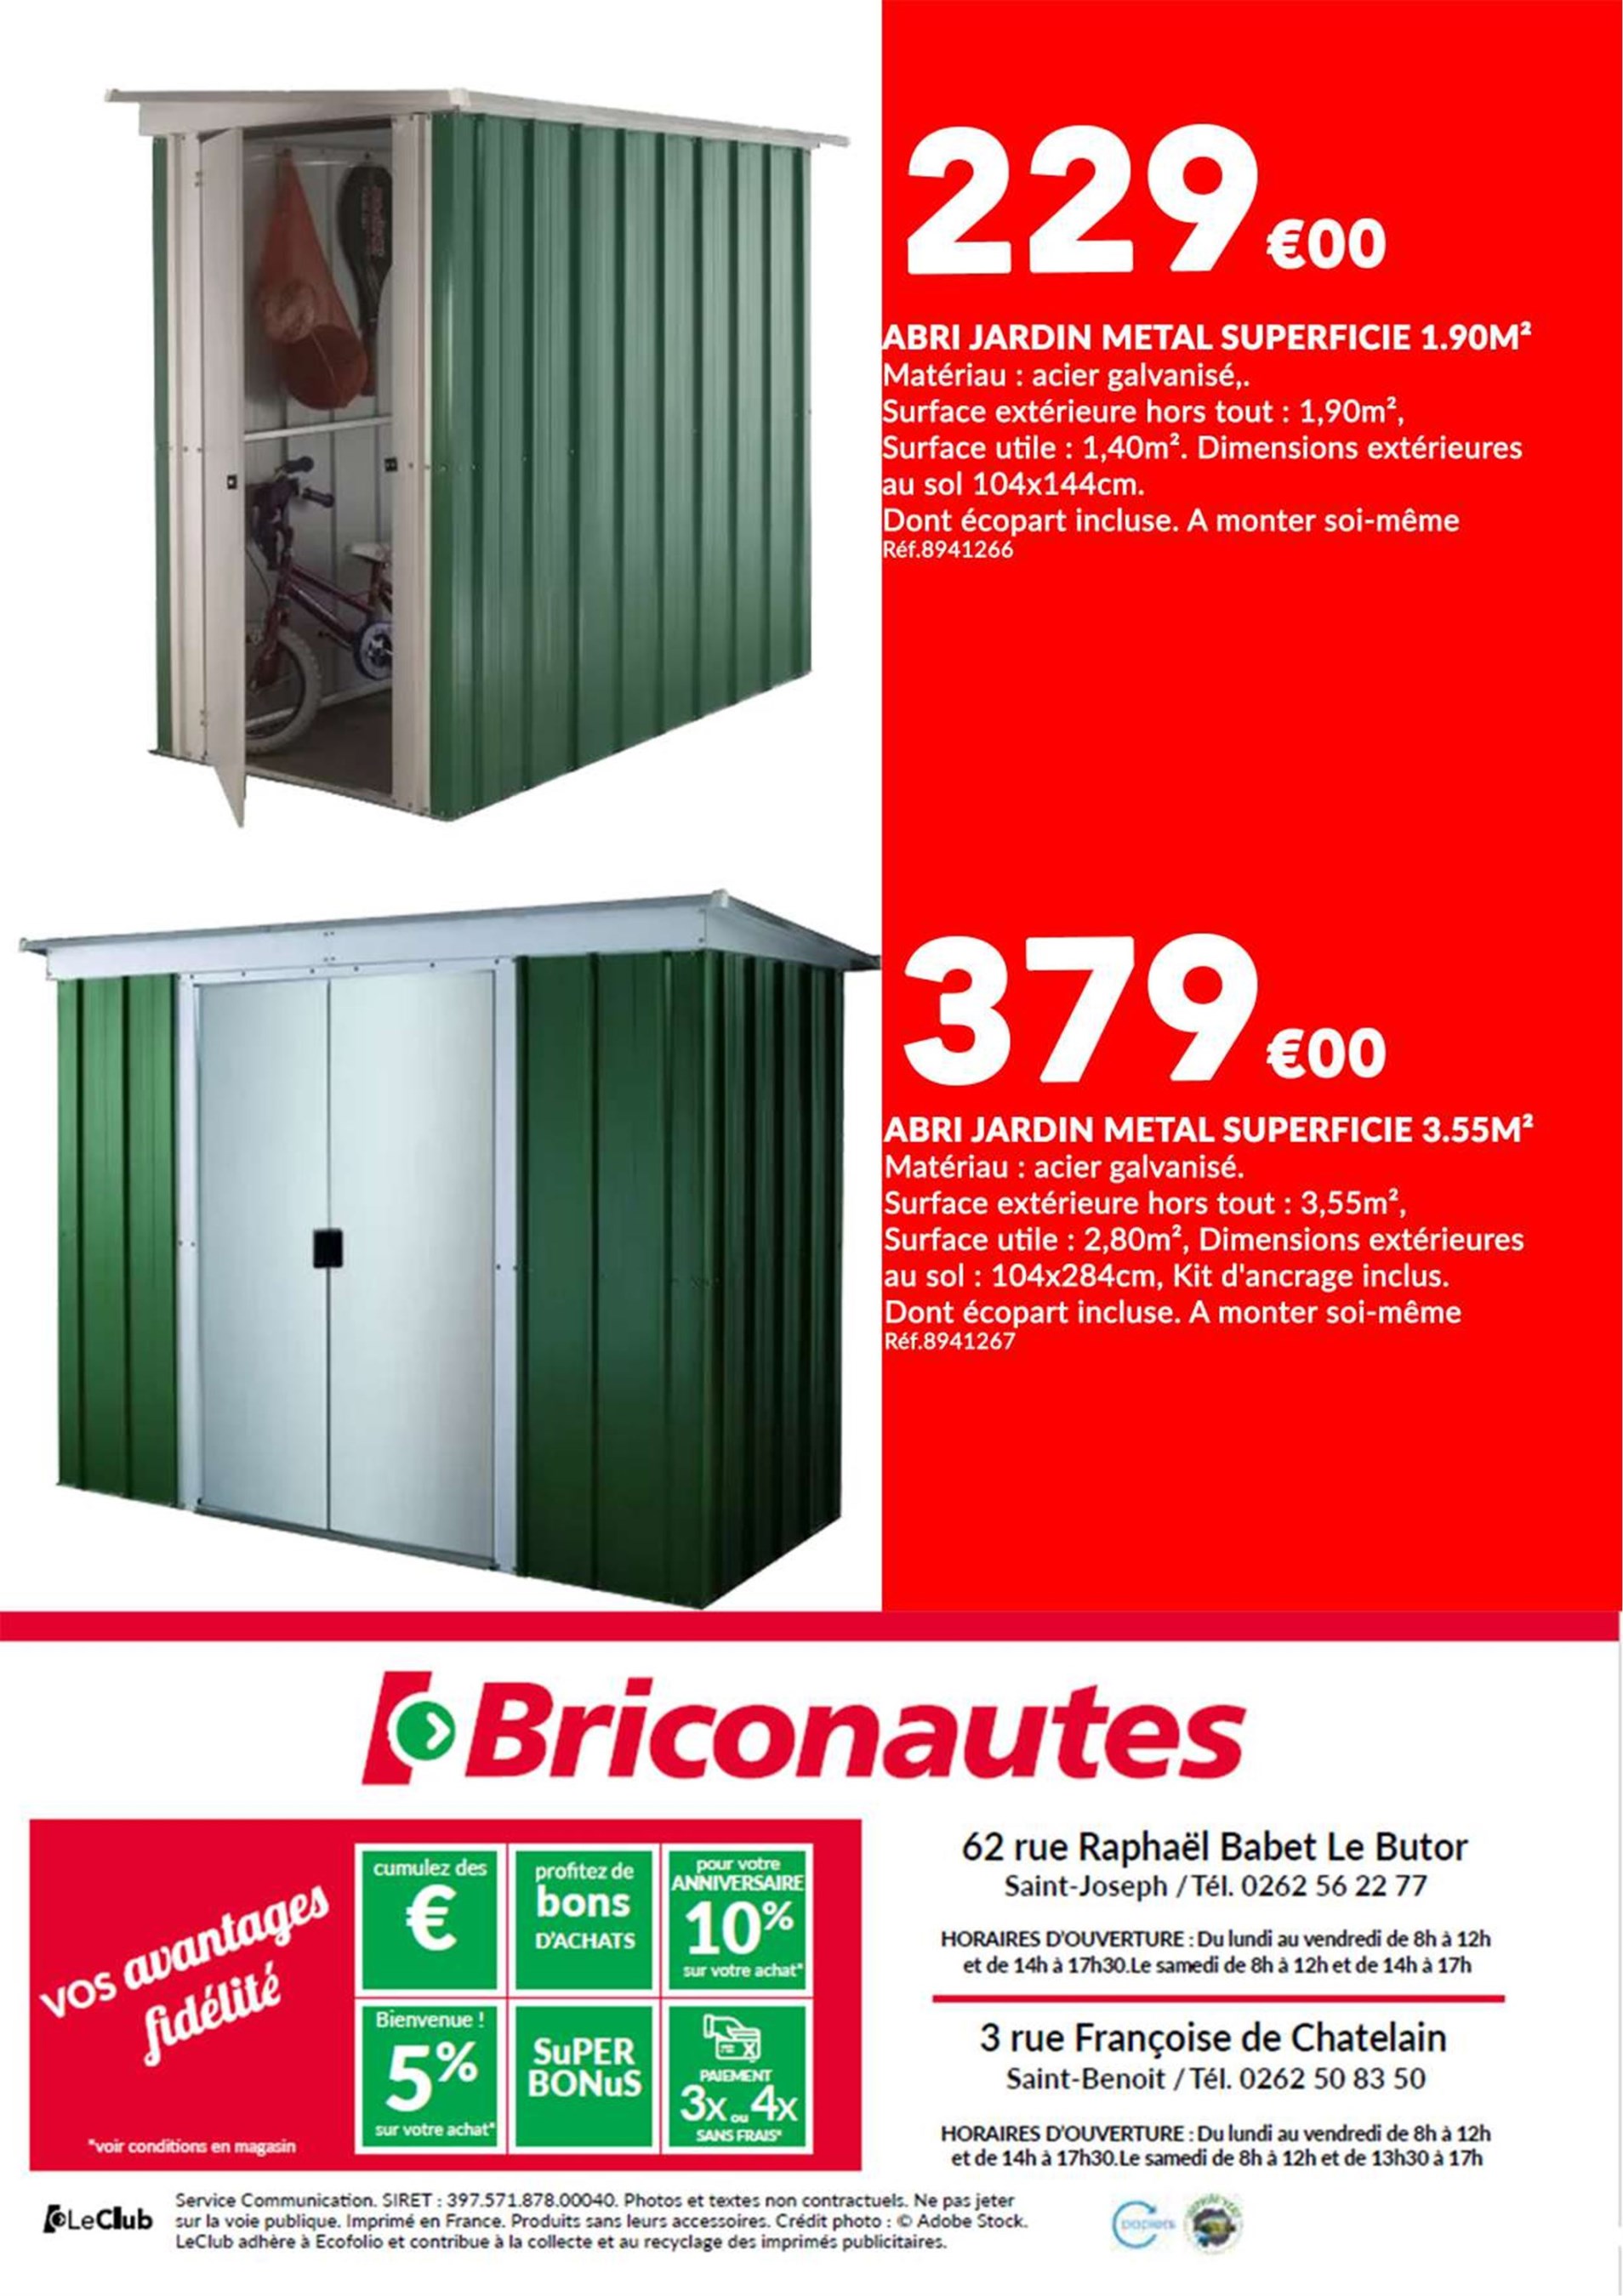 229€00
ABRI JARDIN METAL SUPERFICIE 1.90M²
Matériau : acier galvanisé,.
Surface extérieure hors tout : 1,90m²,
Surface utile : 1,40m². Dimensions extérieures
au sol 104x144cm.
Dont écopart incluse. A monter soi-même
Réf.8941266
379€00
ABRI JARDIN METAL SUPERFICIE 3.55M²
Matériau : acier galvanisé.
Surface extérieure hors tout : 3,55m²,
Surface utile : 2,80m², Dimensions extérieures
au sol : 104x284cm, Kit d'ancrage inclus.
Dont écopart incluse. A monter soi-même
Réf.8941267
Briconautes
vos avantages
fidélité
*voir conditions en magasin
cumulez des
€
profitez de
bons
D'ACHATS
pour votre
ANNIVERSAIRE
10%
sur votre achat*
Bienvenue !
5%
sur votre achat*
SuPER
BONuS
PAIEMENT
3x ou 4x
SANS FRAIS*
62 rue Raphaël Babet Le Butor
Saint-Joseph / Tél. 0262 56 22 77
HORAIRES D'OUVERTURE : Du lundi au vendredi de 8h à 12h
et de 14h à 17h30.Le samedi de 8h à 12h et de 14h à 17h
3 rue Françoise de Chatelain
Saint-Benoit / Tél. 0262 50 83 50
HORAIRES D'OUVERTURE : Du lundi au vendredi de 8h à 12h
et de 14h à 17h30.Le samedi de 8h à 12h et de 13h30 à 17h
LeClub
Service Communication. SIRET : 397.571.878.00040. Photos et textes non contractuels. Ne pas jeter
sur la voie publique. Imprimé en France. Produits sans leurs accessoires. Crédit photo : © Adobe Stock.
LeClub adhère à Ecofolio et contribue à la collecte et au recyclage des imprimés publicitaires.
papiers